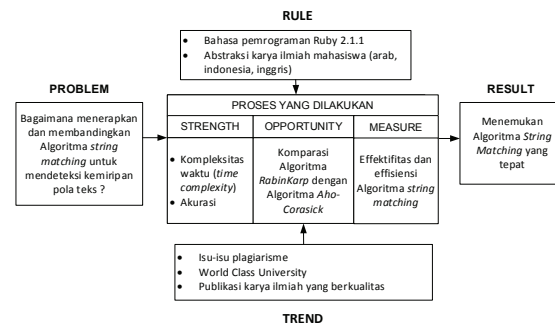 RULE
• Bahasa pemrograman Ruby 2.1.1
• Abstraksi karya ilmiah mahasiswa (arab,
indonesia, inggris)
PROBLEM
Bagaimana menerapkan
dan membandingkan
Algoritma string
matching untuk
mendeteksi kemiripan
pola teks ?
PROSES YANG DILAKUKAN
STRENGTH
• Kompleksitas
waktu (time
complexity)
• Akurasi
OPPORTUNITY
Komparasi
Algoritma
RabinKarp dengan
Algoritma Aho-
Corasick
MEASURE
Effektifitas dan
effisiensi
Algoritma string
matching
RESULT
Menemukan
Algoritma String
Matching yang
tepat
• Isu-isu plagiarisme
• World Class University
• Publikasi karya ilmiah yang berkualitas
TREND